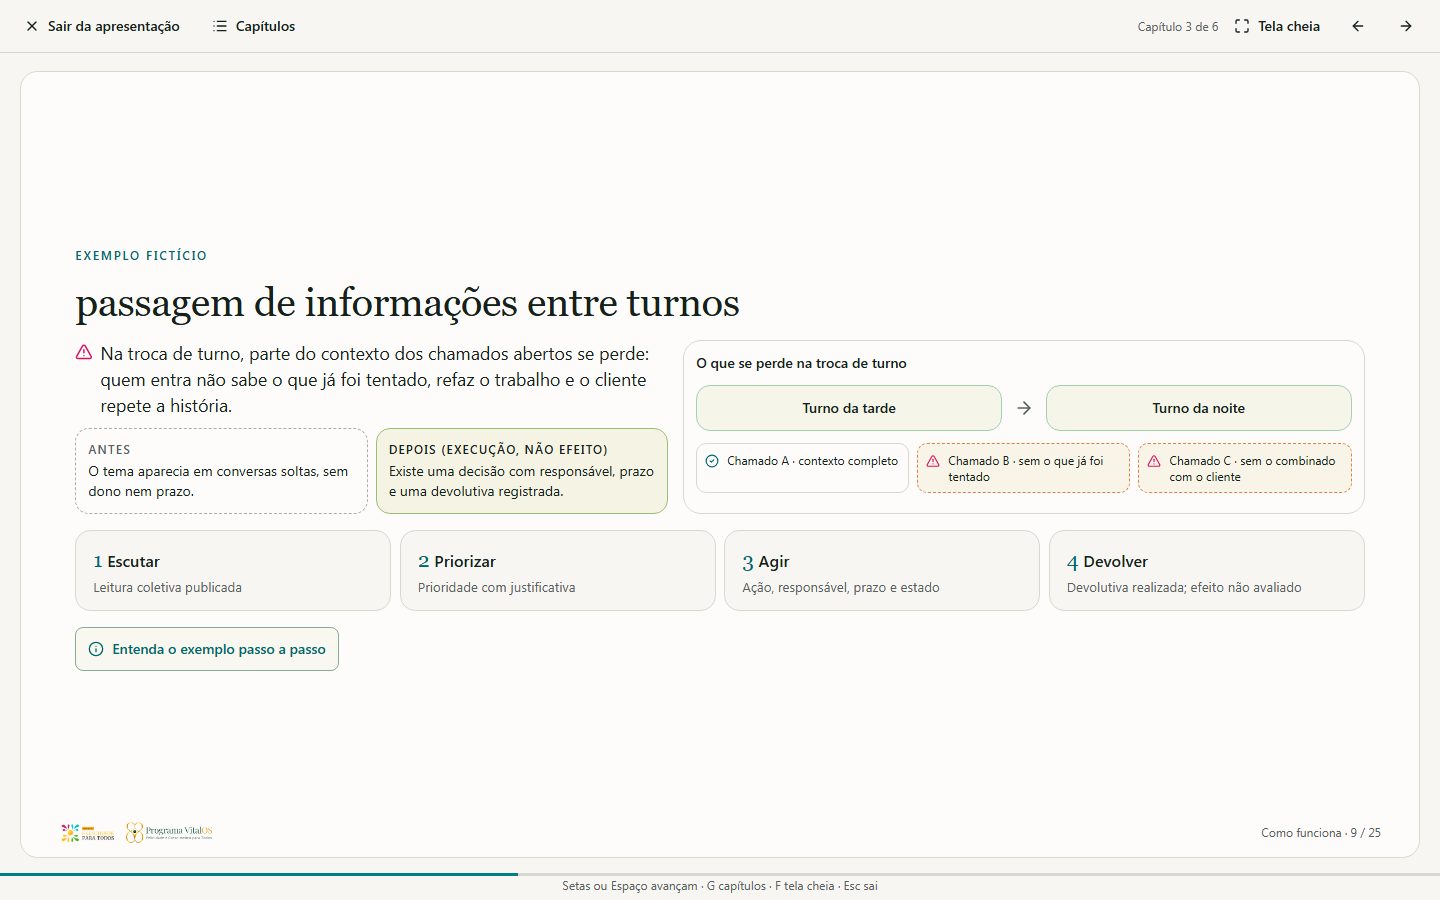 Sair da apresentação
Capítulos
Capítulo 3 de 6
Tela cheia
EXEMPLO FICTÍCIO
passagem de informações entre turnos
Na troca de turno, parte do contexto dos chamados abertos se perde:
quem entra não sabe o que já foi tentado, refaz o trabalho e o cliente
repete a história.
ANTES
O tema aparecia em conversas soltas, sem
dono nem prazo.
DEPOIS (EXECUÇÃO, NÃO EFEITO)
Existe uma decisão com responsável, prazo
e uma devolutiva registrada.
O que se perde na troca de turno
Turno da tarde
Turno da noite
Chamado A · contexto completo
Chamado B · sem o que já foi
tentado
Chamado C · sem o combinado
com o cliente
1 Escutar
Leitura coletiva publicada
2 Priorizar
Prioridade com justificativa
3 Agir
Ação, responsável, prazo e estado
4 Devolver
Devolutiva realizada; efeito não avaliado
Entenda o exemplo passo a passo
PARA TODOS
Programa VitalOS
Como funciona · 9 / 25
Setas ou Espaço avançam · G capítulos · F tela cheia · Esc sai